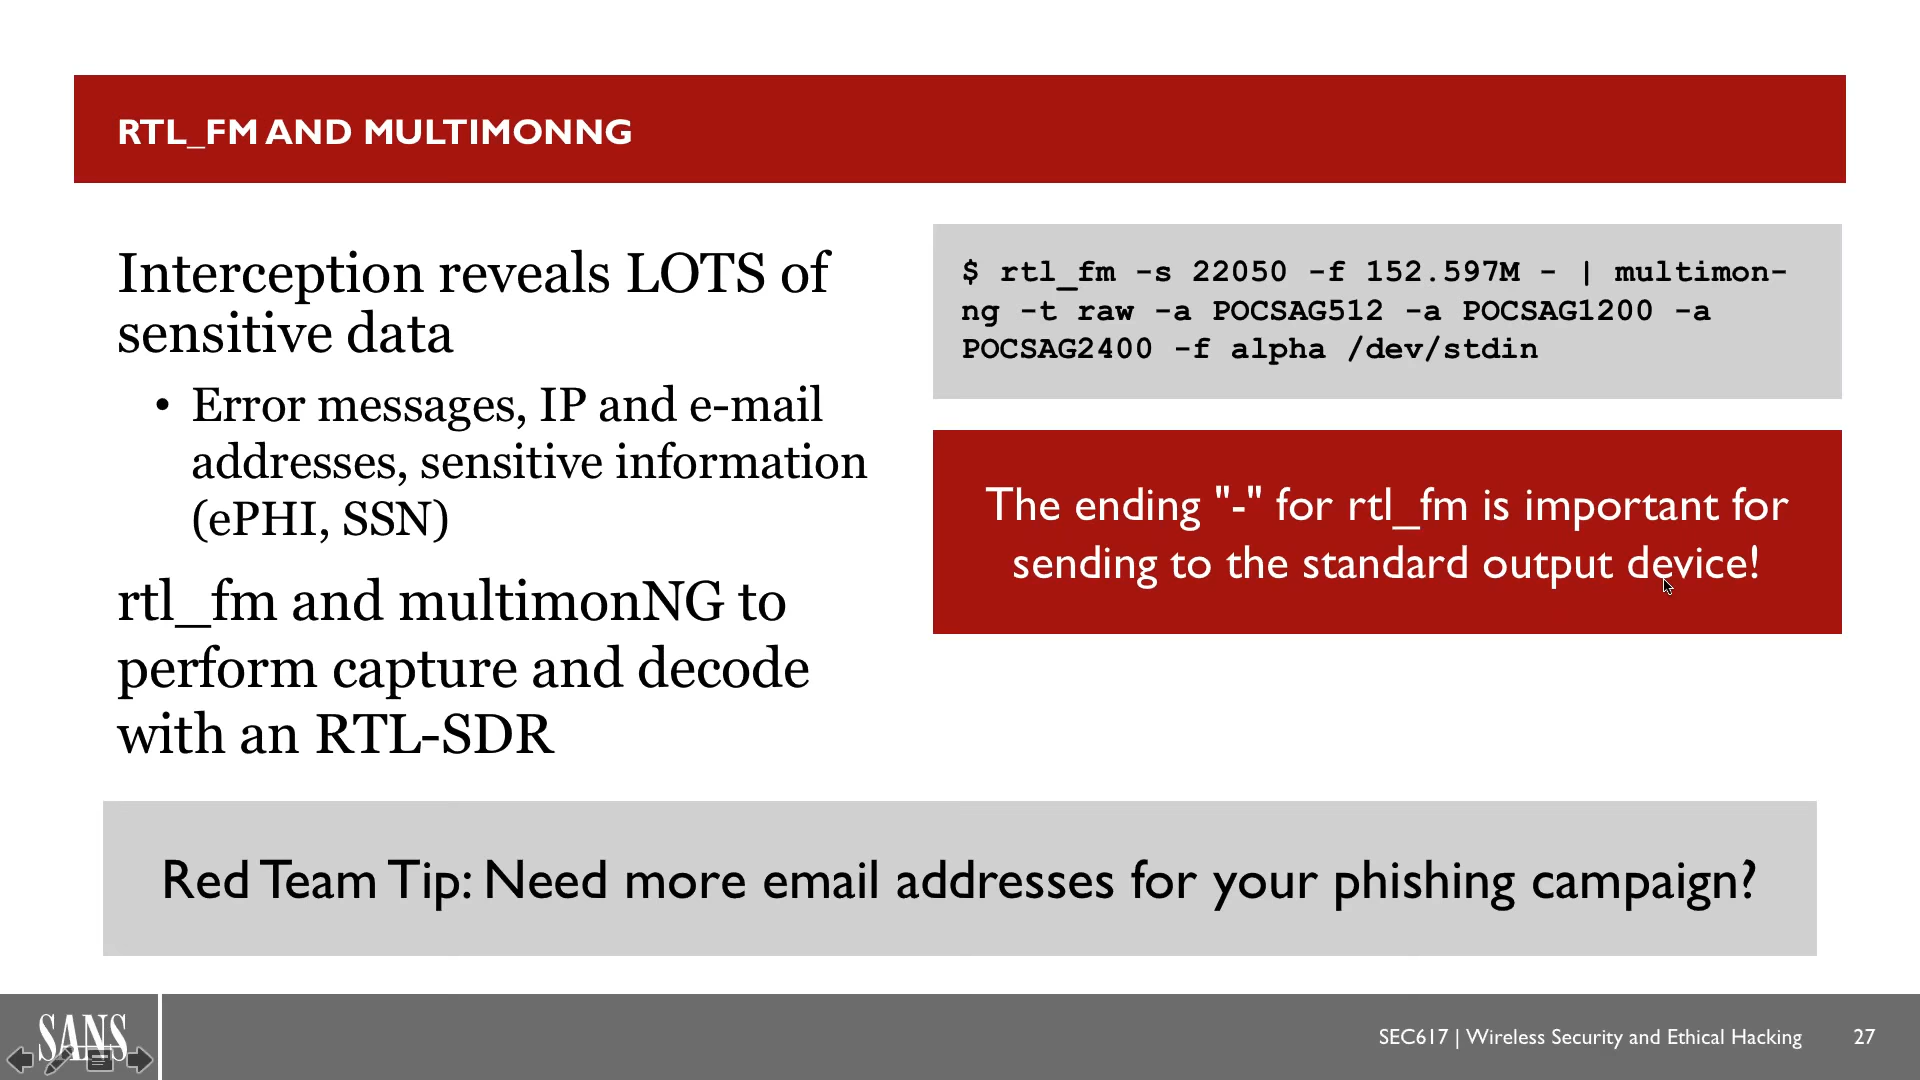 RTL_FM AND MULTIMONNG
Interception reveals LOTS of
sensitive data
• Error messages, IP and e-mail
addresses, sensitive information
(ePHI, SSN)
rtl_fm and multimonNG to
perform capture and decode
with an RTL-SDR
$ rtl_fm -s 22050 -f 152.597M - | multimon-
ng -t raw -a POCSAG512 -a POCSAG1200 -a
POCSAG2400 -f alpha /dev/stdin
The ending "-" for rtl_fm is important for
sending to the standard output device!
Red Team Tip: Need more email addresses for your phishing campaign?
SANS
SEC617 | Wireless Security and Ethical Hacking
27